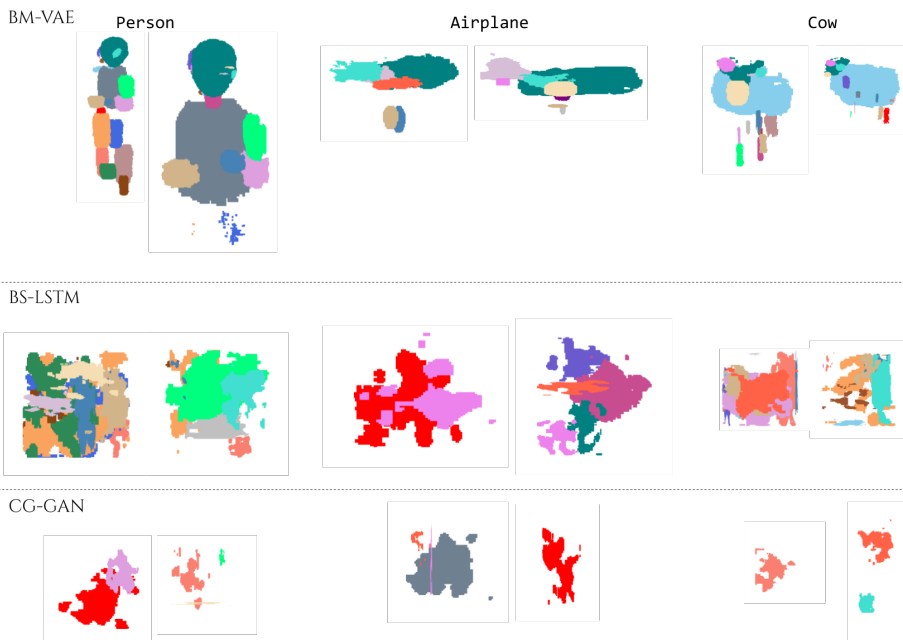 BM-VAE
Person
Airplane
Cow
BS-LSTM
CG-GAN